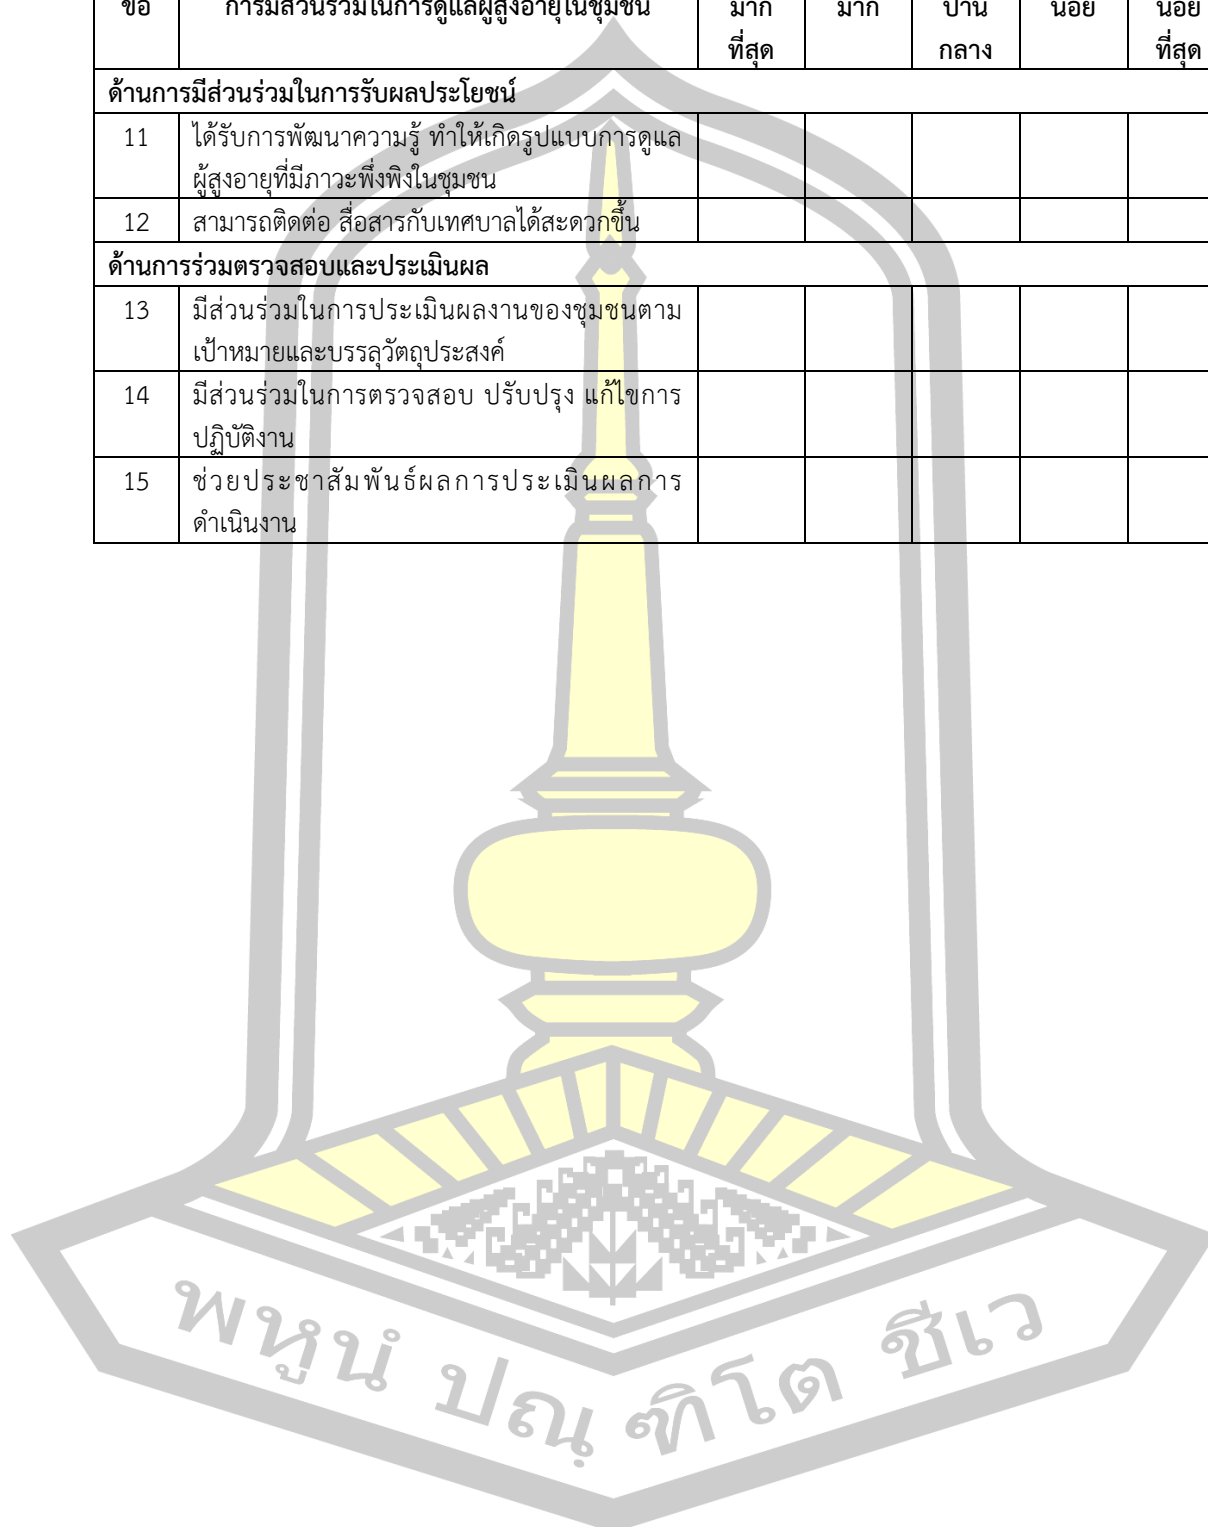 ข้อ การมีส่วนร่วมในการดูแลผู้สูงอายุในชุมชน มาก มาก ปาน น้อย น้อย
ที่สุด กลาง ที่สุด
ด้านการมีส่วนร่วมในการรับผลประโยชน์
11 ได้รับการพัฒนาความรู้ ทำให้เกิดรูปแบบการดูแล
ผู้สูงอายุที่มีภาวะพึ่งพิงในชุมชน
12 สามารถติดต่อ สื่อสารกับเทศบาลได้สะดวกขึ้น
ด้านการร่วมตรวจสอบและประเมินผล
13 มีส่วนร่วมในการประเมินผลงานของชุมชนตาม
เป้าหมายและบรรลุวัตถุประสงค์
14 มีส่วนร่วมในการตรวจสอบ ปรับปรุง แก้ไขการ
ปฏิบัติงาน
15 ช่วยประชาสัมพันธ์ผลการประเมินผลการ
ดำเนินงาน
พหูนํ ปณฺฑิโต ชีเว